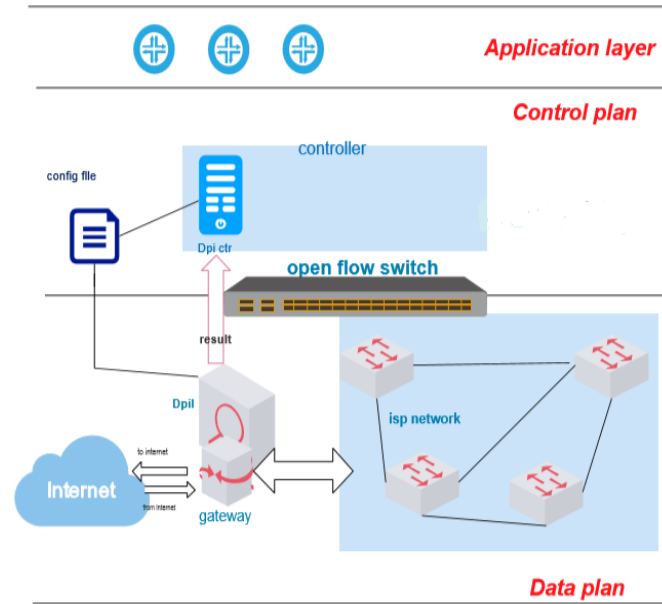 Application layer
Control plan
controller
config file
Dpi ctr
open flow switch
result
Dpil
isp network
to internet
Internet
from internet
gateway
Data plan